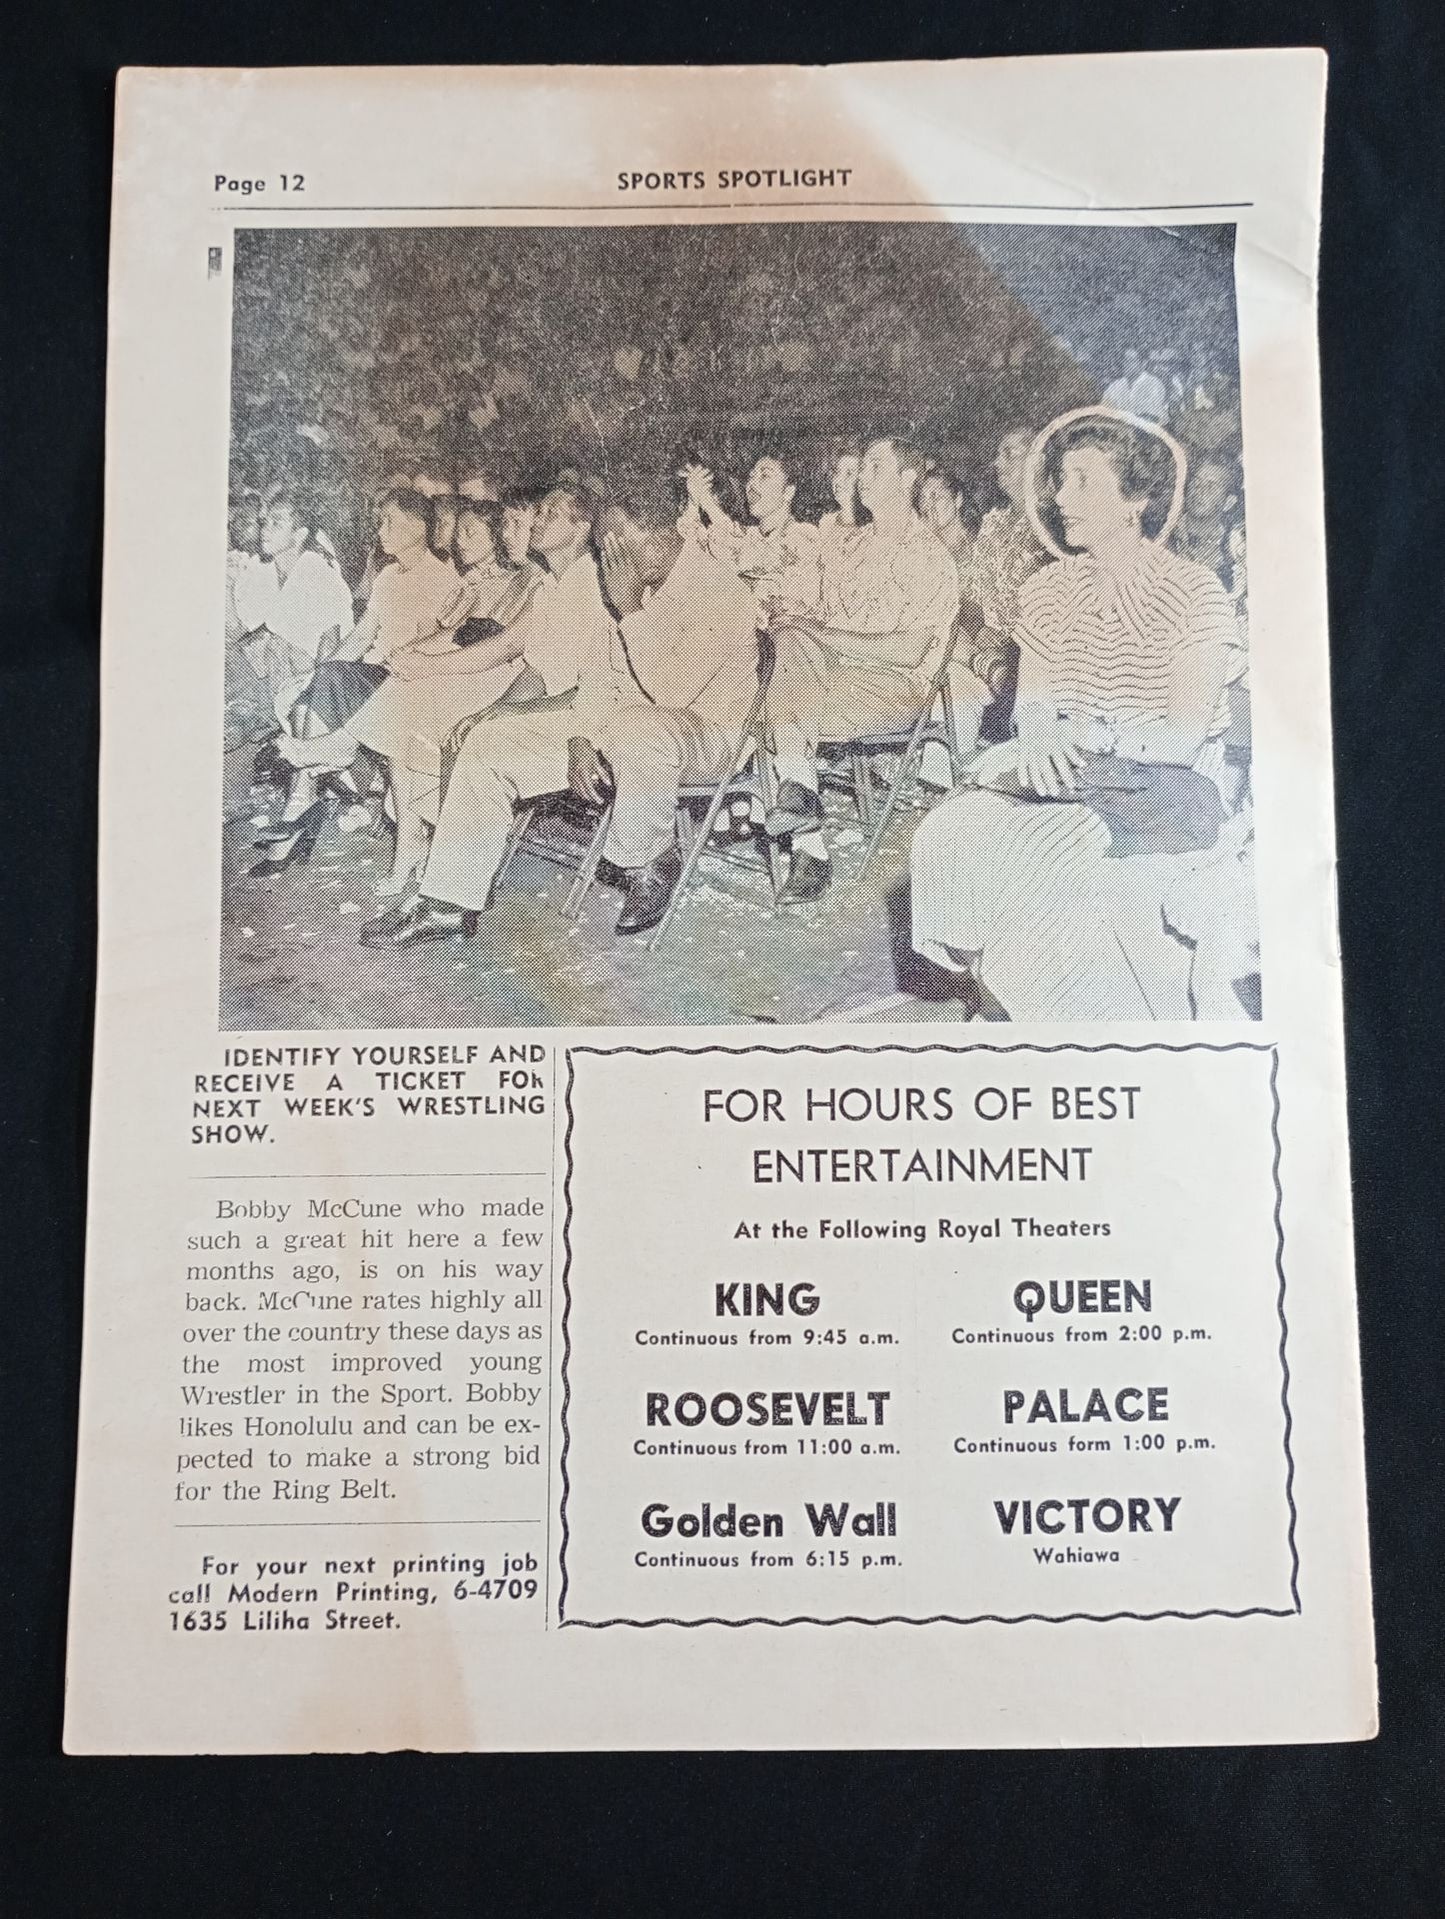 Page 12
SPORTS SPOTLIGHT
IDENTIFY YOURSELF AND
RECEIVE A TICKET FOR
NEXT WEEK'S WRESTLING
SHOW.
Bobby McCune who made
such a great hit here a few
months ago, is on his way
back. McCune rates highly all
over the country these days as
the most improved young
Wrestler in the Sport. Bobby
likes Honolulu and can be ex-
pected to make a strong bid
for the Ring Belt.
For your next printing job
call Modern Printing, 6-4709
1635 Liliha Street.
FOR HOURS OF BEST
ENTERTAINMENT
At the Following Royal Theaters
KING
Continuous from 9:45 a.m.
QUEEN
Continuous from 2:00 p.m.
ROOSEVELT
Continuous from 11:00 a.m.
PALACE
Continuous form 1:00 p.m.
Golden Wall
Continuous from 6:15 p.m.
VICTORY
Wahiawa